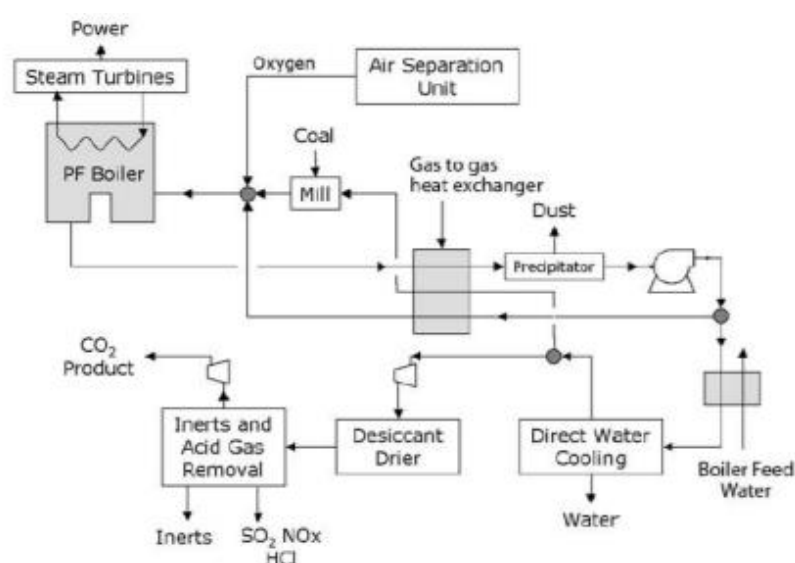 Power
Steam Turbines
Oxygen
Air Separation
Unit
PF Boiler
Coal
Mill
Gas to gas
heat exchanger
Dust
Precipitator
CO2
Product
Inerts and
Acid Gas
Removal
Desiccant
Drier
Direct Water
Cooling
Boiler Feed
Water
Water
Inerts
SO2 NOx
HCl